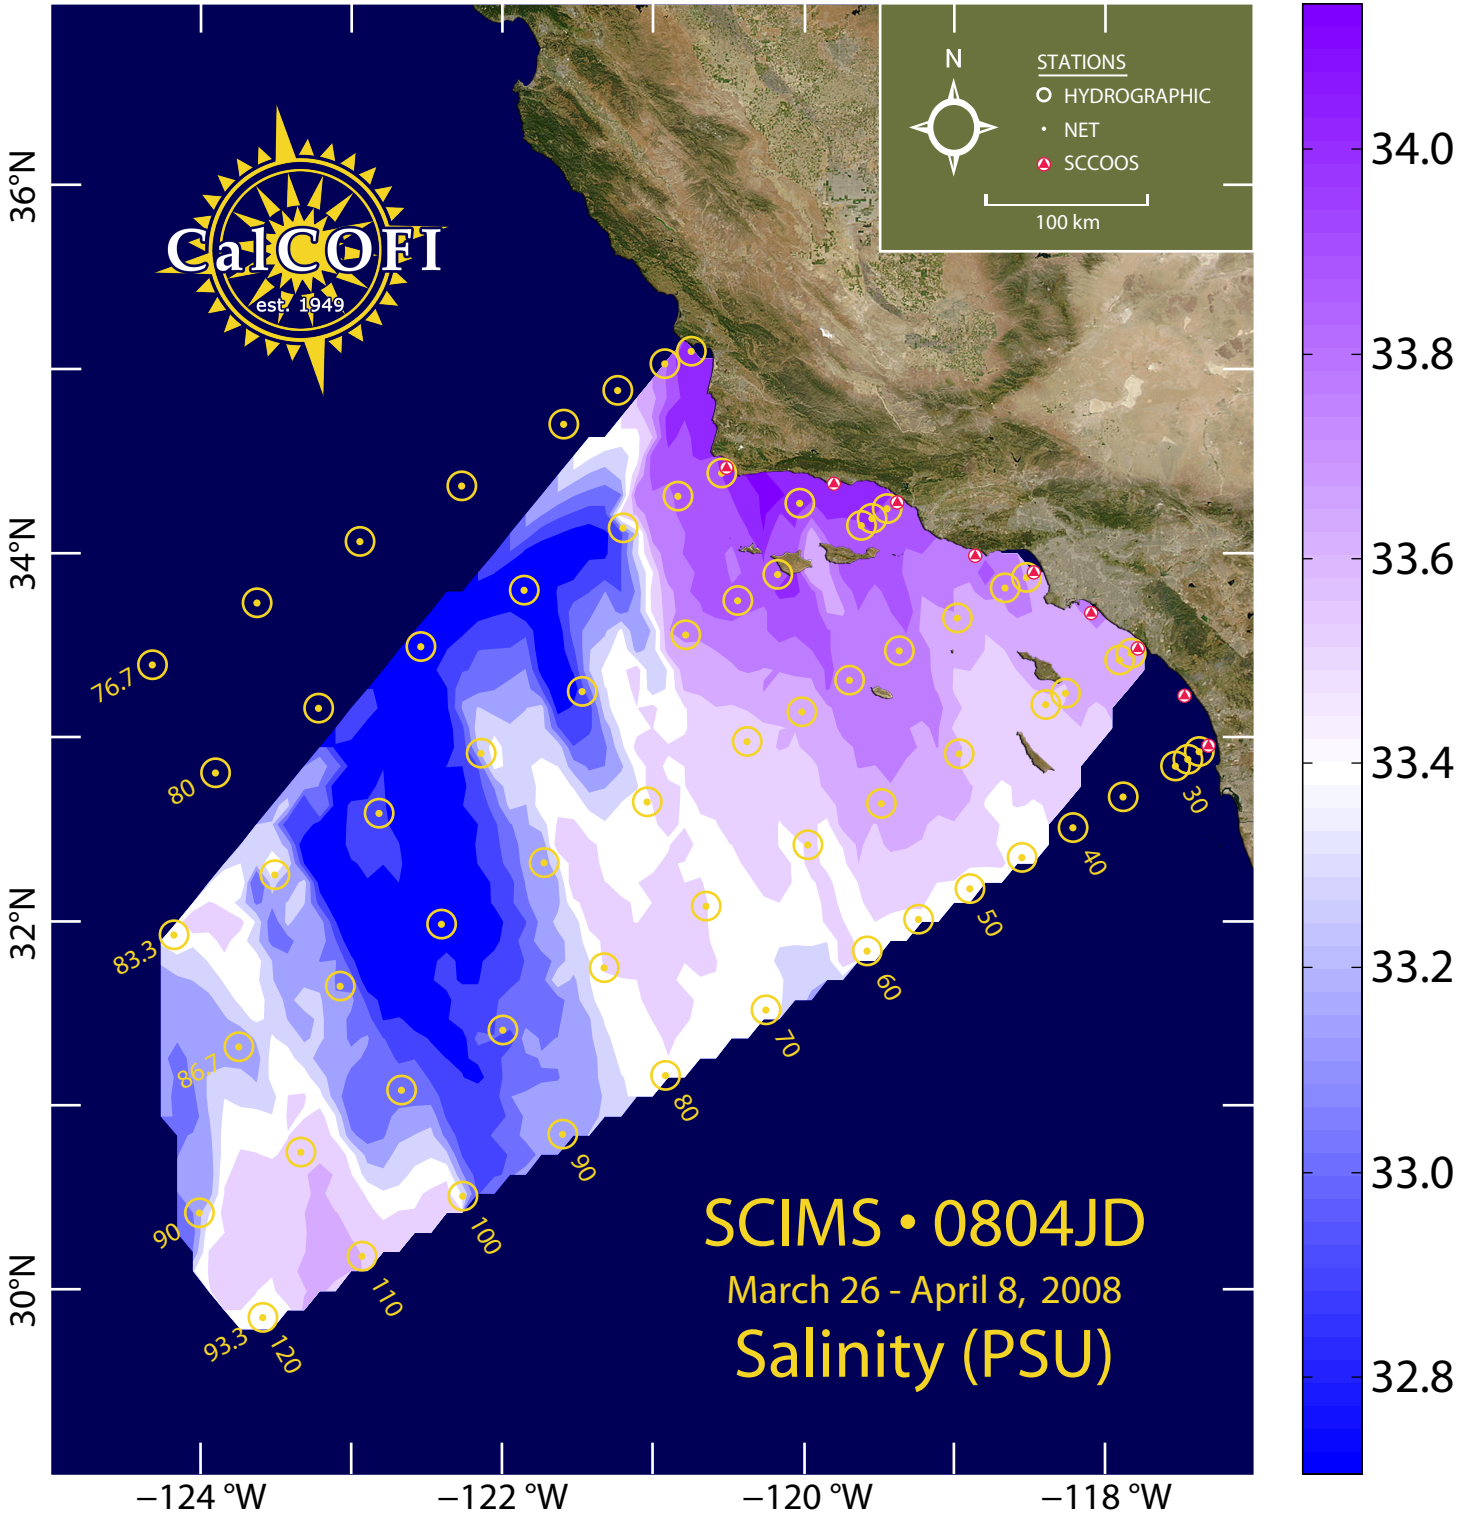 N
STATIONS
HYDROGRAPHIC
NET
SCCOOS
100 km
CalCOFI
est. 1949
36°N
34°N
32°N
30°N
−124 °W
−122 °W
−120 °W
−118 °W
76.7
80
83.3
86.7
90
93.3
30
40
50
60
70
80
90
100
110
120
SCIMS • 0804JD
March 26 - April 8, 2008
Salinity (PSU)
34.0
33.8
33.6
33.4
33.2
33.0
32.8